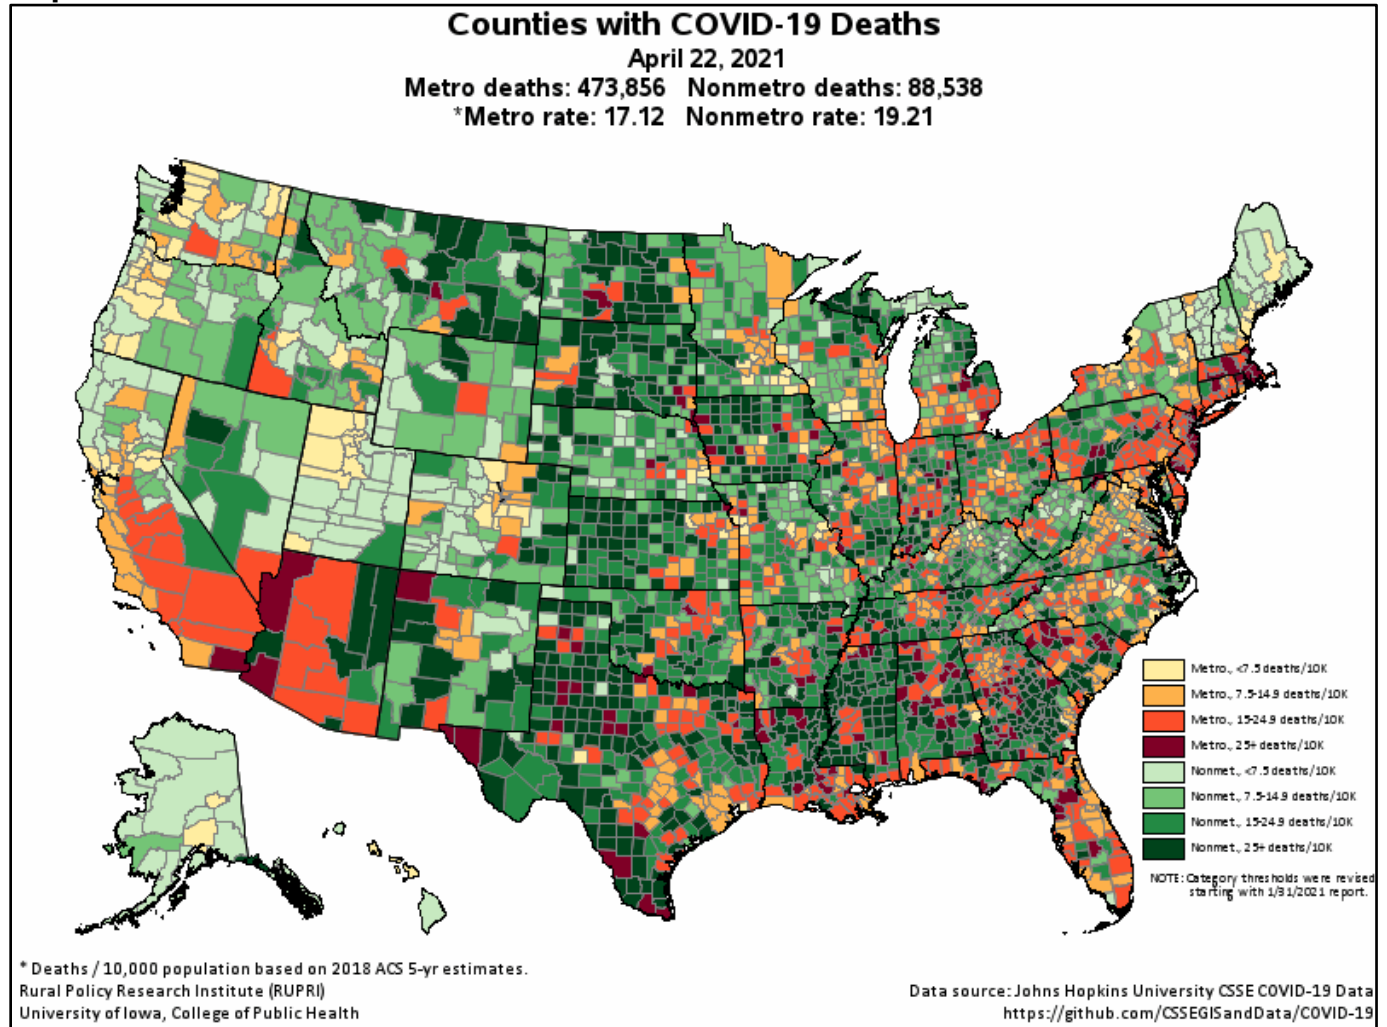 Counties with COVID-19 Deaths
April 22, 2021
Metro deaths: 473,856 Nonmetro deaths: 88,538
*Metro rate: 17.12 Nonmetro rate: 19.21
Metro., <7.5 deaths/10K
Metro., 7.5-14.9 deaths/10K
Metro., 15-24.9 deaths/10K
Metro., 25+ deaths/10K
Nonmet., <7.5 deaths/10K
Nonmet., 7.5-14.9 deaths/10K
Nonmet., 15-24.9 deaths/10K
Nonmet., 25+ deaths/10K
NOTE: Category thresholds were revised
starting with 1/31/2021 report.
* Deaths / 10,000 population based on 2018 ACS 5-yr estimates.
Rural Policy Research Institute (RUPRI)
University of Iowa, College of Public Health
Data source: Johns Hopkins University CSSE COVID-19 Data
https://github.com/CSSEGISandData/COVID-19